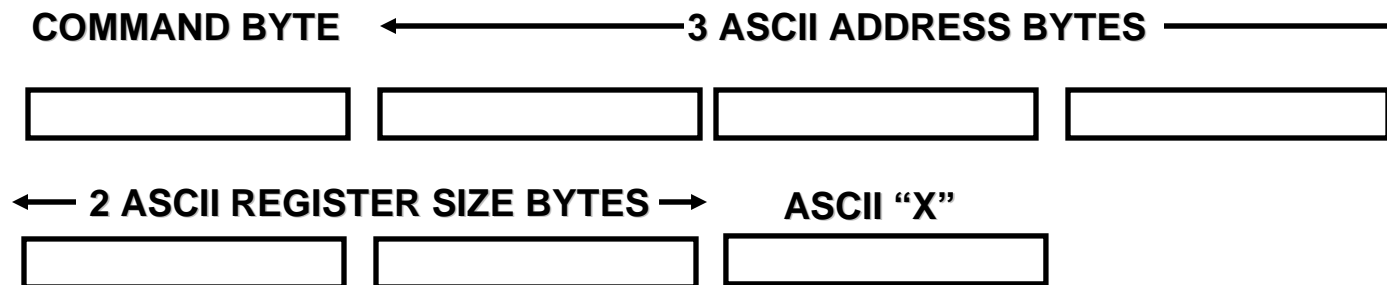 COMMAND BYTE 3 ASCII ADDRESS BYTES
2 ASCII REGISTER SIZE BYTES ASCII “X”